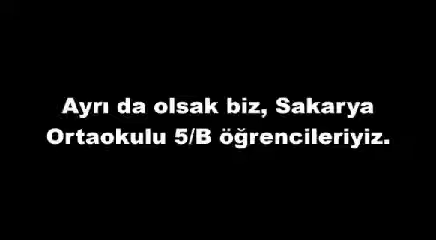 Ayrı da olsak biz, Sakarya
Ortaokulu 5/B öğrencileriyiz.